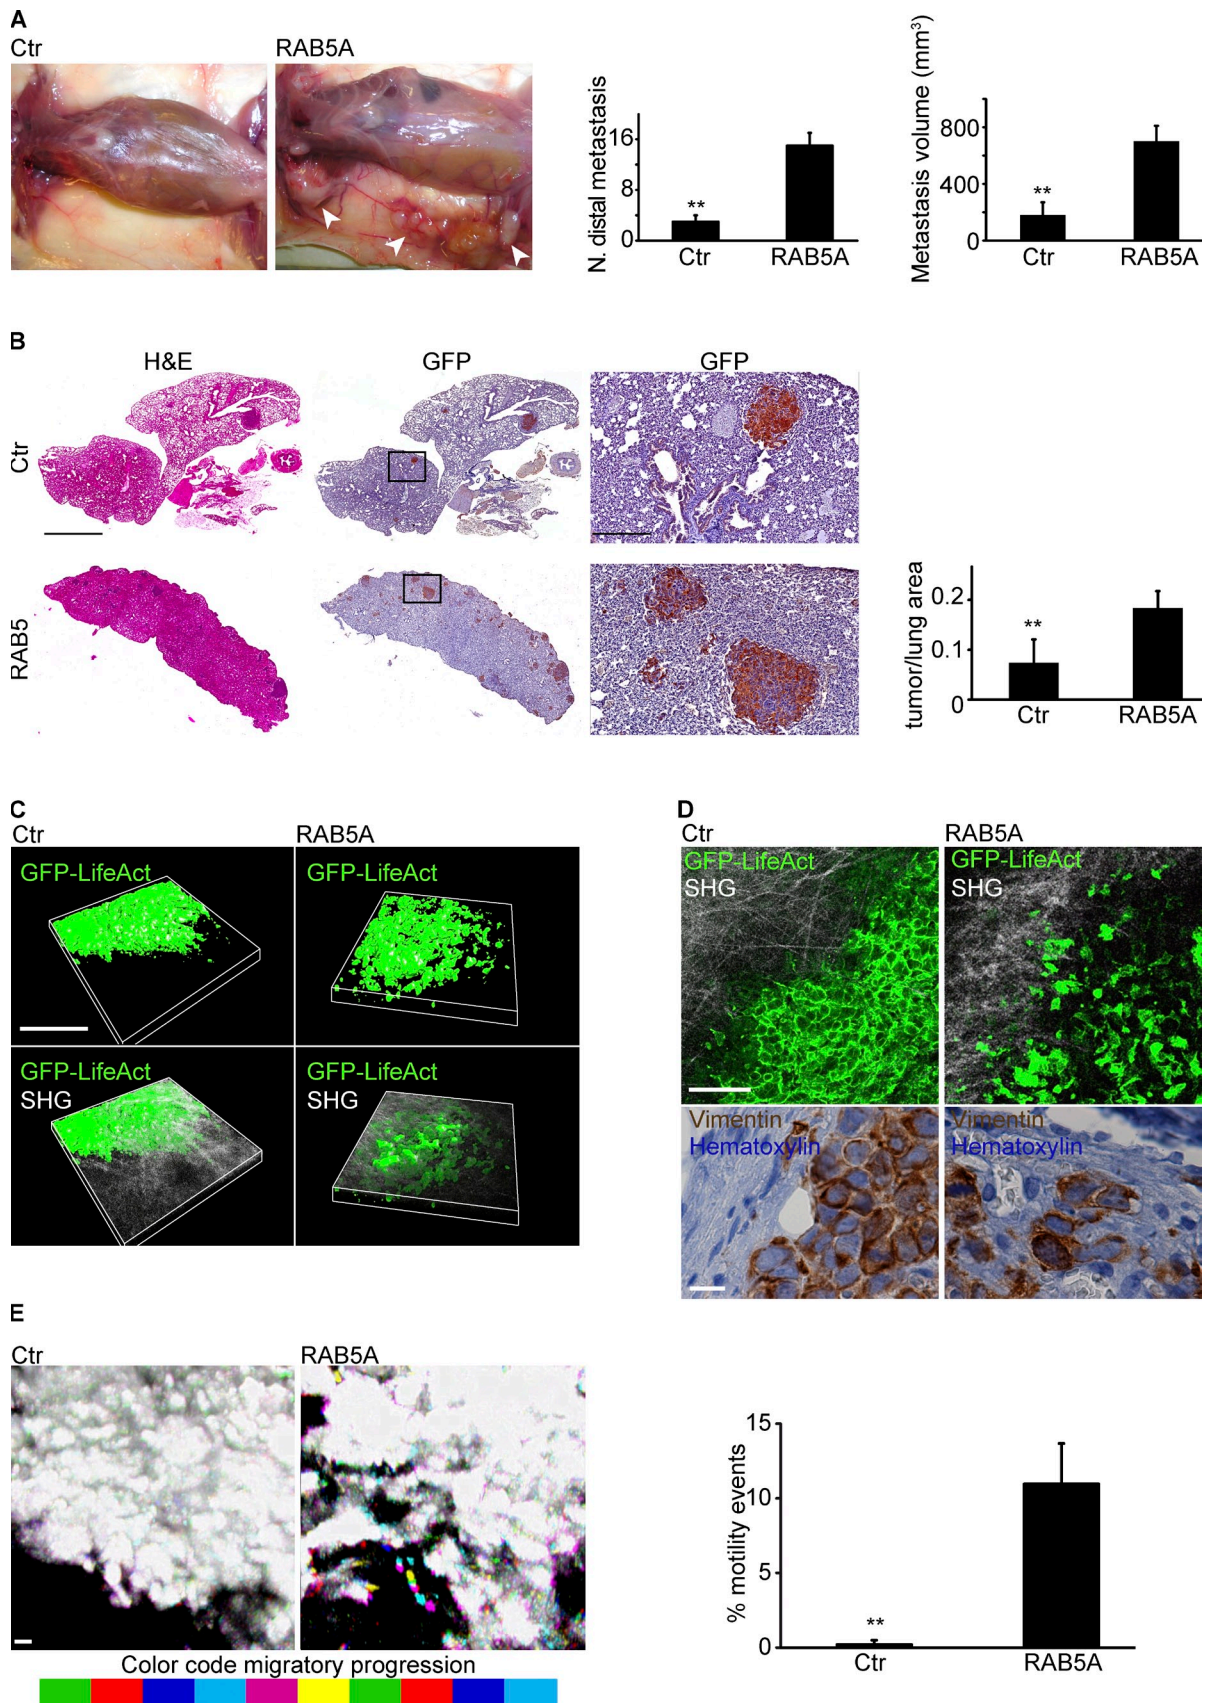 A
Ctr
RAB5A
N. distal metastasis
16
8
0
**
Ctr
RAB5A
Metastasis volume (mm³)
800
400
0
**
Ctr
RAB5A
B
H&E
GFP
GFP
Ctr
RAB5
tumor/lung area
0.2
0.1
0
**
Ctr
RAB5A
C
Ctr
RAB5A
GFP-LifeAct
GFP-LifeAct
GFP-LifeAct
SHG
GFP-LifeAct
SHG
D
Ctr
RAB5A
GFP-LifeAct
SHG
GFP-LifeAct
SHG
Vimentin
Hematoxylin
Vimentin
Hematoxylin
E
Ctr
RAB5A
Color code migratory progression
% motility events
15
10
5
0
**
Ctr
RAB5A